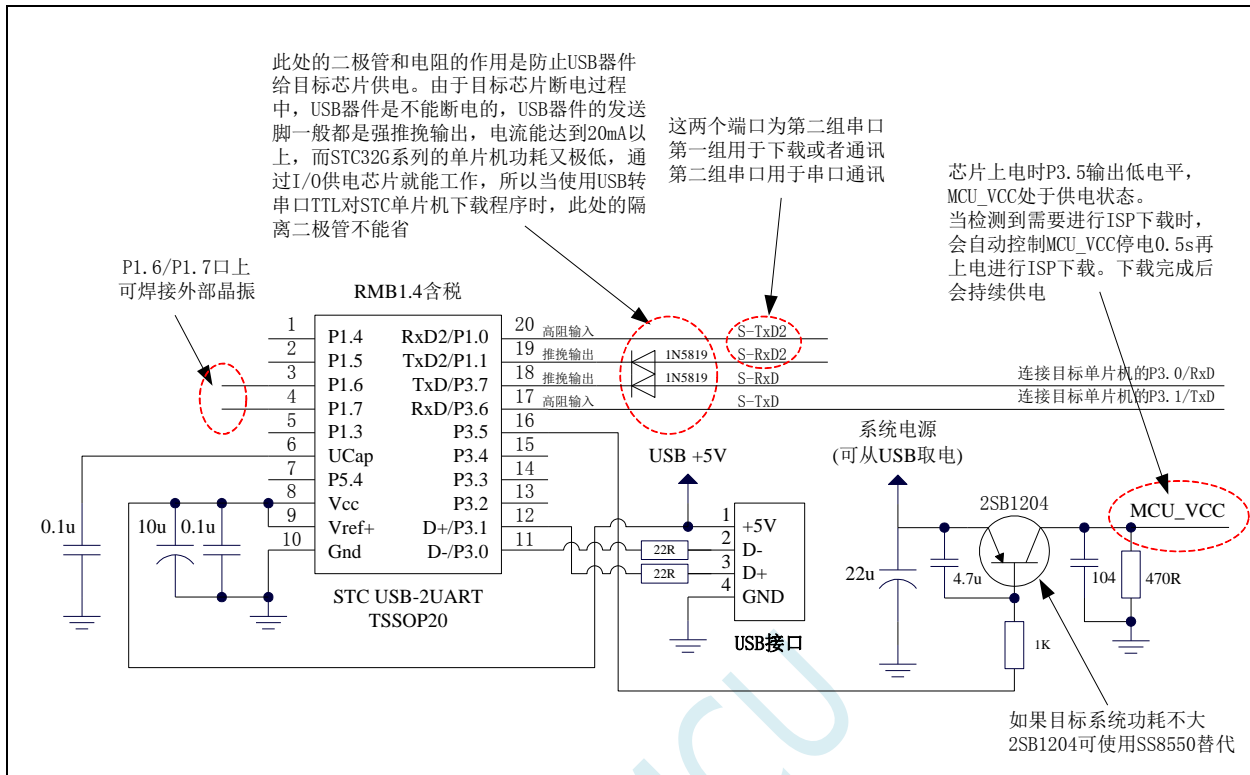 此处的二极管和电阻的作用是防止USB器件
给目标芯片供电。由于目标芯片断电过程
中，USB器件是不能断电的，USB器件的发送
脚一般都是强推挽输出，电流能达到20mA以
上，而STC32G系列的单片机功耗又极低，通
过I/O供电芯片就能工作，所以当使用USB转
串口TTL对STC单片机下载程序时，此处的隔
离二极管不能省
这两个端口为第二组串口
第一组用于下载或者通讯
第二组串口用于串口通讯
芯片上电时P3.5输出低电平，
MCU_VCC处于供电状态。
当检测到需要进行ISP下载时，
会自动控制MCU_VCC停电0.5s再
上电进行ISP下载。下载完成后
会持续供电
P1.6/P1.7口上
可焊接外部晶振
RMB1.4含税
1 P1.4 RxD2/P1.0 20 高阻输入 S-TxD2
2 P1.5 TxD2/P1.1 19 推挽输出 1N5819 S-RxD2
3 P1.6 TxD/P3.7 18 推挽输出 1N5819 S-RxD 连接目标单片机的P3.0/RxD
4 P1.7 RxD/P3.6 17 高阻输入 S-TxD 连接目标单片机的P3.1/TxD
5 P1.3 P3.5 16
6 UCap P3.4 15
7 P5.4 P3.3 14
8 Vcc P3.2 13
9 Vref+ D+/P3.1 12
10 Gnd D-/P3.0 11
STC USB-2UART
TSSOP20
0.1u
10u
0.1u
USB +5V
1 +5V
2 D-
3 D+
4 GND
22R
22R
USB接口
系统电源
(可从USB取电)
22u
4.7u
2SB1204
104
470R
MCU_VCC
1K
如果目标系统功耗不大
2SB1204可使用SS8550替代
MCU